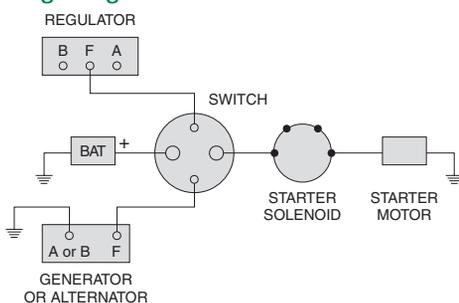 REGULATOR
B F A
SWITCH
BAT +
STARTER
SOLENOID
STARTER
MOTOR
A or B F
GENERATOR
OR ALTERNATOR